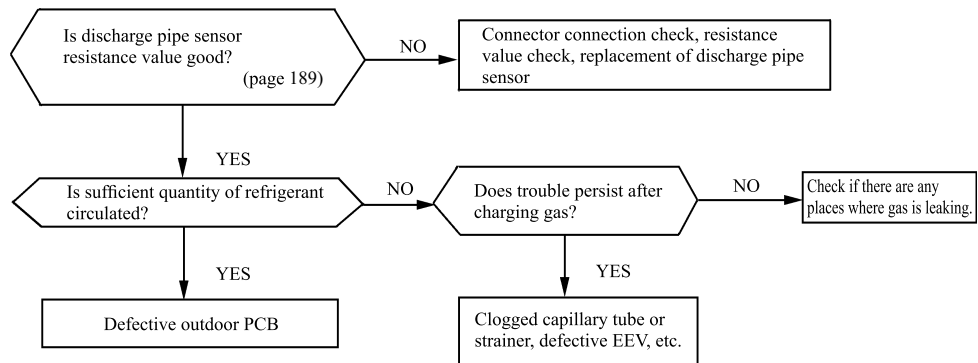 Is discharge pipe sensor
resistance value good?
(page 189)
NO
Connector connection check, resistance
value check, replacement of discharge pipe
sensor
YES
Is sufficient quantity of refrigerant
circulated?
NO
Does trouble persist after
charging gas?
NO
Check if there are any
places where gas is leaking.
YES
YES
Defective outdoor PCB
Clogged capillary tube or
strainer, defective EEV, etc.